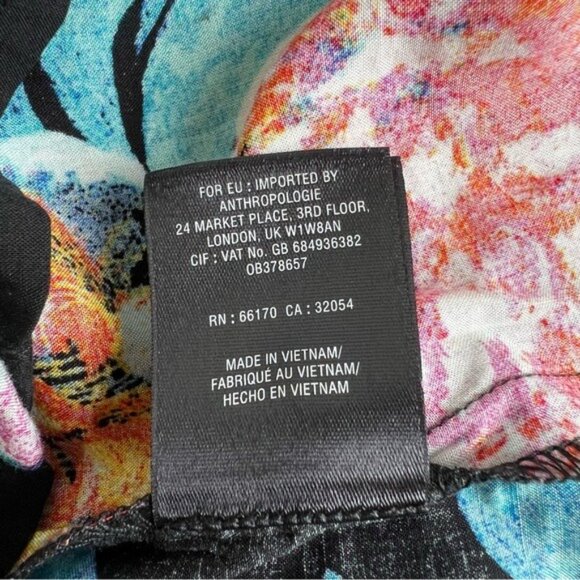 FOR EU : IMPORTED BY
ANTHROPOLOGIE
24 MARKET PLACE, 3RD FLOOR,
LONDON, UK W1W8AN
CIF : VAT No. GB 684936382
OB378657
RN : 66170 CA : 32054
MADE IN VIETNAM/
FABRIQUÉ AU VIETNAM/
HECHO EN VIETNAM